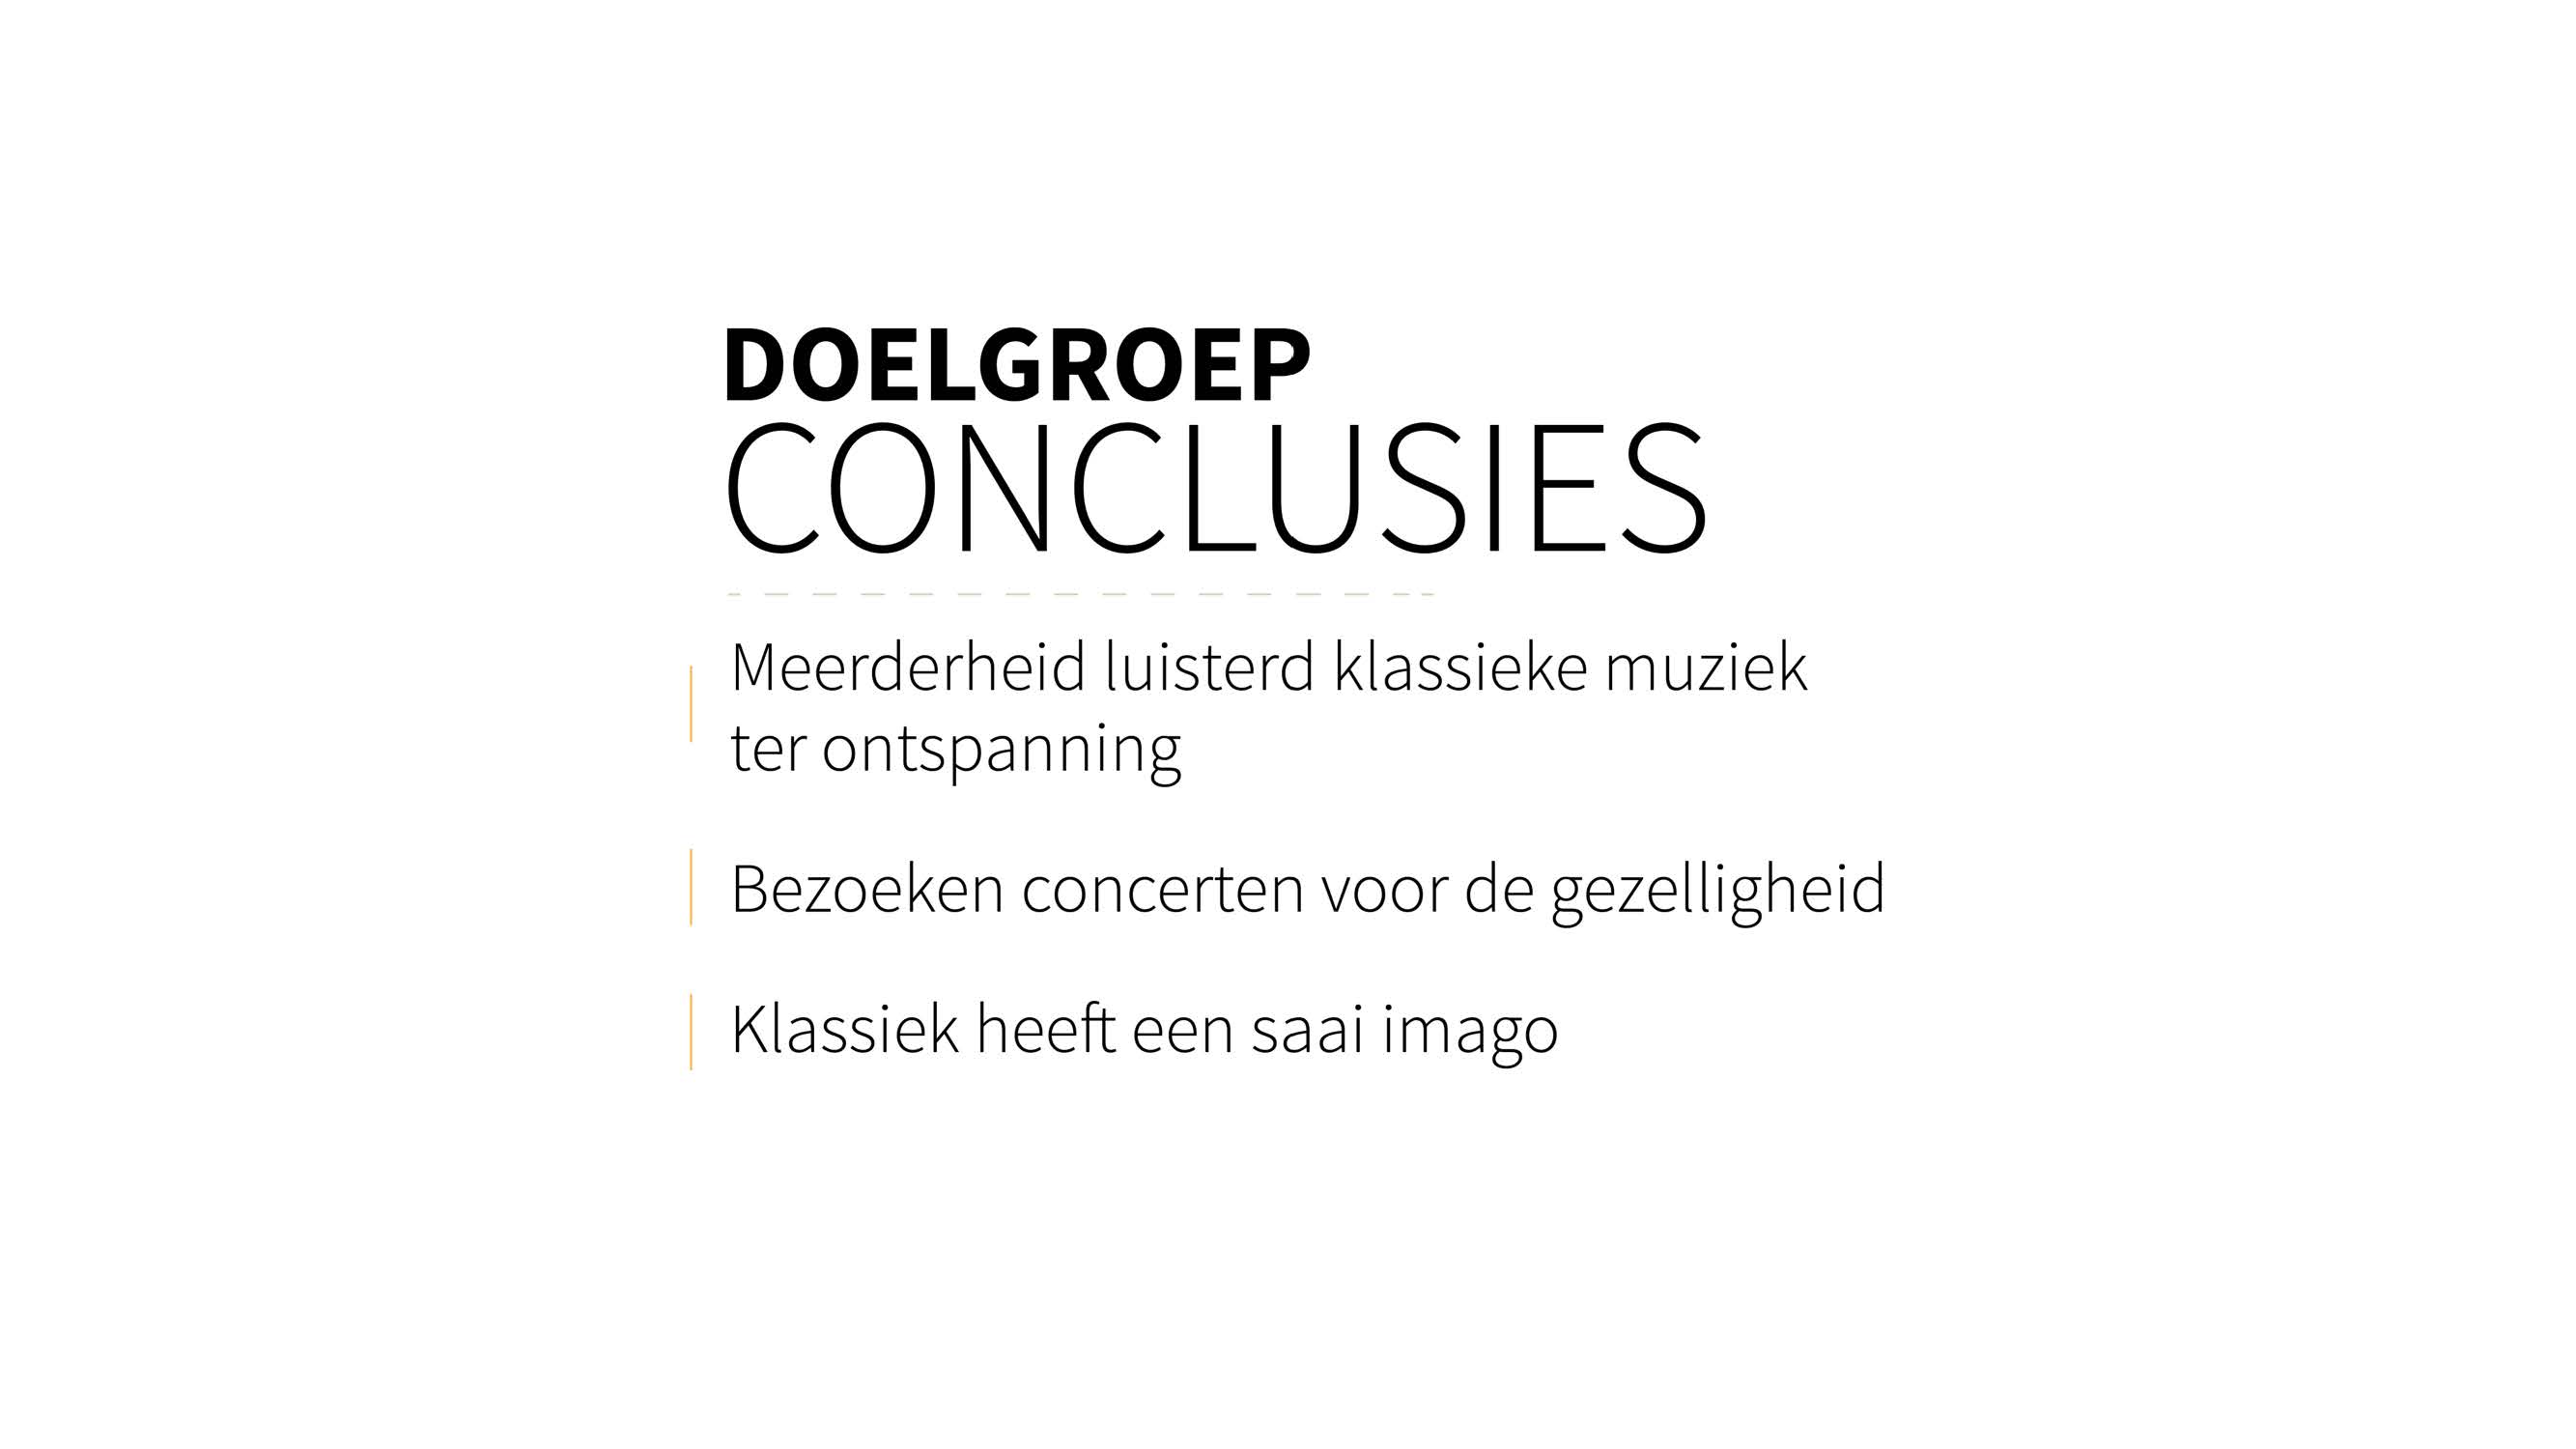 DOELGROEP
CONCLUSIES
Meerderheid luisterd klassieke muziek
ter ontspanning
Bezoeken concerten voor de gezelligheid
Klassiek heeft een saai imago